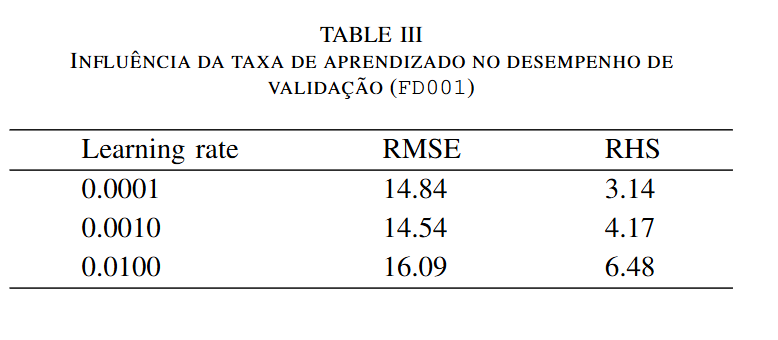 TABLE III
INFLUÊNCIA DA TAXA DE APRENDIZADO NO DESEMPENHO DE
VALIDAÇÃO (FD001)
Learning rate RMSE RHS
0.0001 14.84 3.14
0.0010 14.54 4.17
0.0100 16.09 6.48